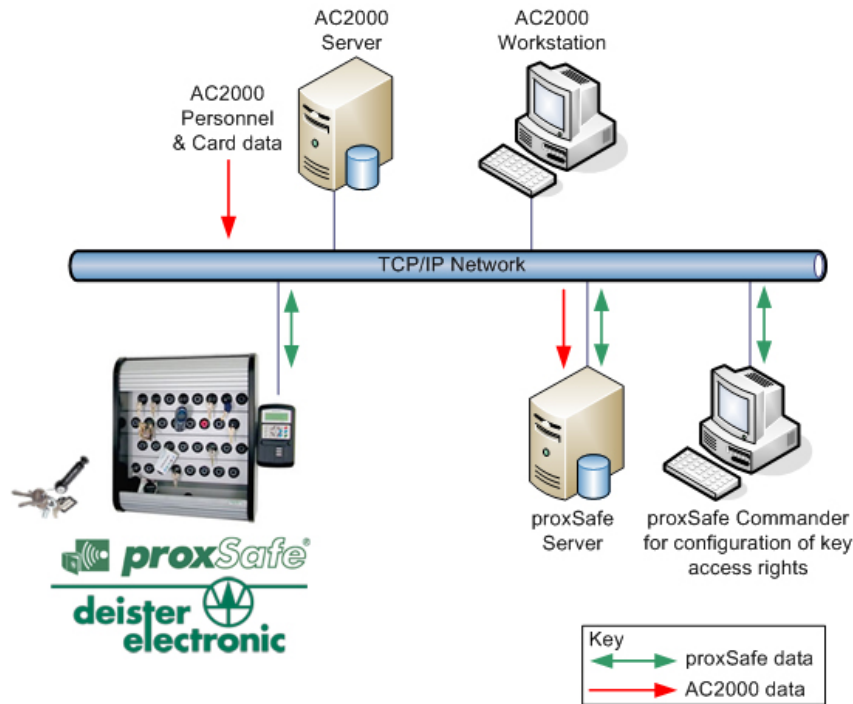 AC2000
Server
AC2000
Workstation
AC2000
Personnel
& Card data
TCP/IP Network
proxSafe
Server
proxSafe Commander
for configuration of key
access rights
proxSafe®
deister
electronic
Key
proxSafe data
AC2000 data